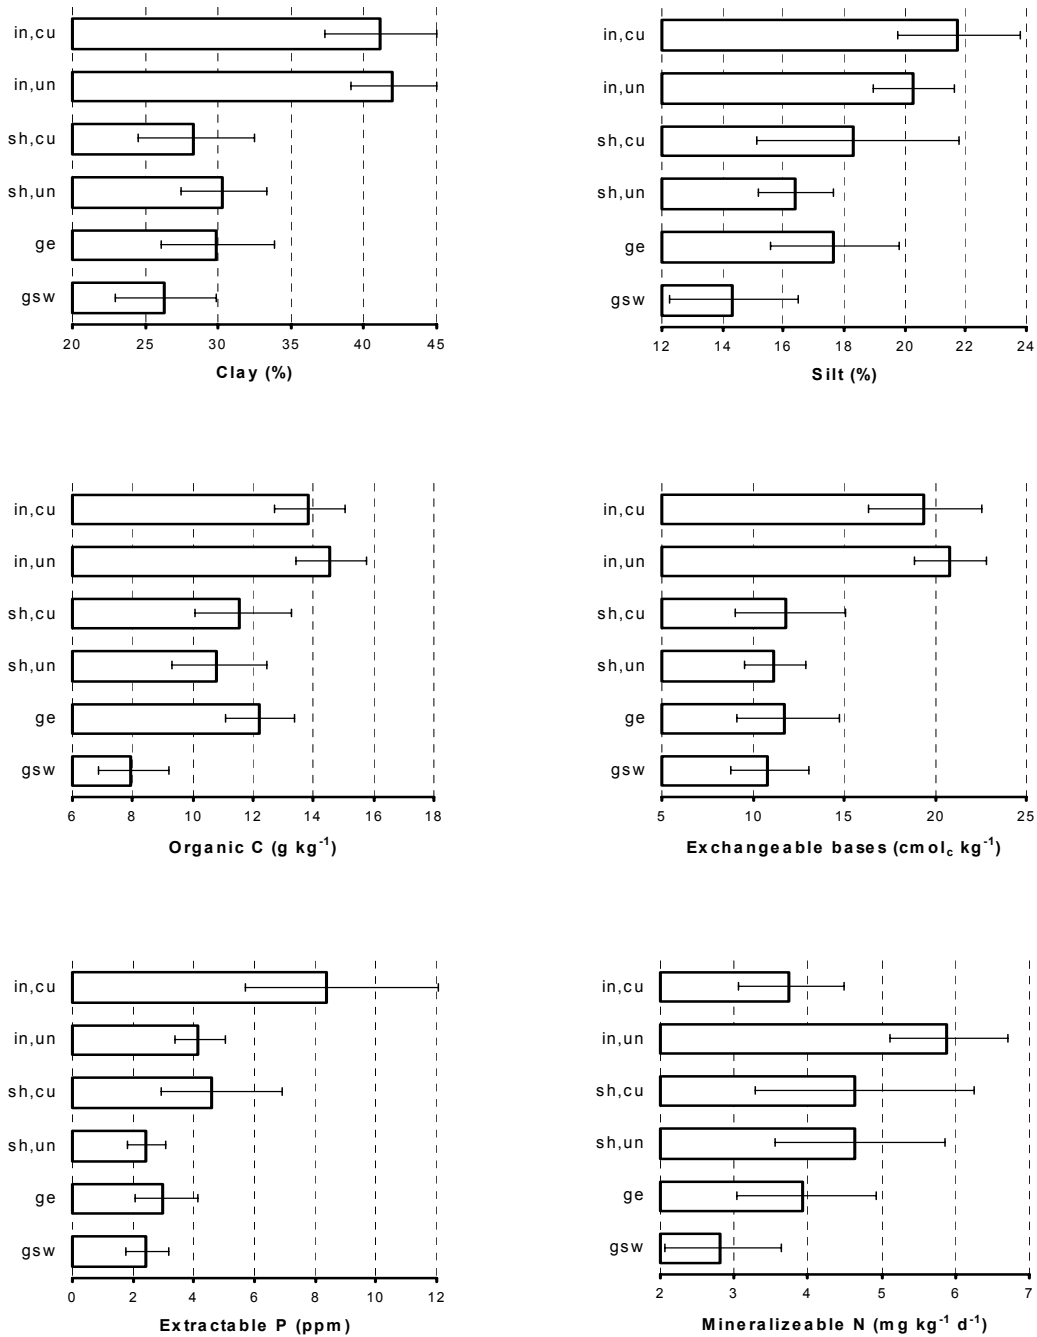 in,cu
in,un
sh,cu
sh,un
ge
gsw
20 25 30 35 40 45
Clay (%)
in,cu
in,un
sh,cu
sh,un
ge
gsw
12 14 16 18 20 22 24
Silt (%)
in,cu
in,un
sh,cu
sh,un
ge
gsw
6 8 10 12 14 16 18
Organic C (g kg⁻¹)
in,cu
in,un
sh,cu
sh,un
ge
gsw
5 10 15 20 25
Exchangeable bases (cmol_c kg⁻¹)
in,cu
in,un
sh,cu
sh,un
ge
gsw
0 2 4 6 8 10 12
Extractable P (ppm)
in,cu
in,un
sh,cu
sh,un
ge
gsw
2 3 4 5 6 7
Mineralizeable N (mg kg⁻¹ d⁻¹)